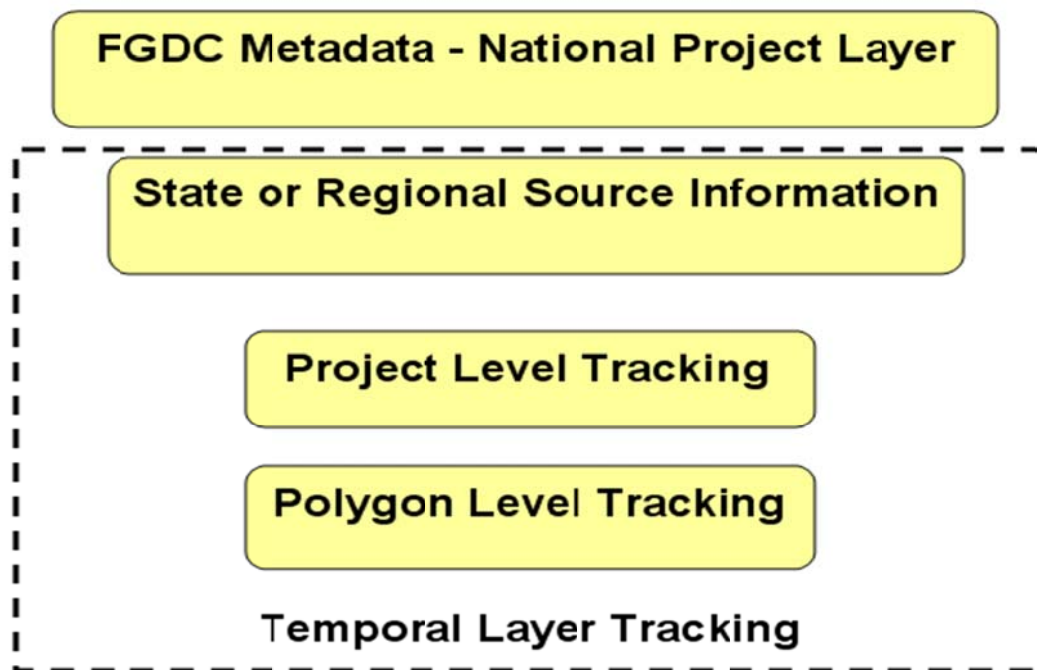 FGDC Metadata - National Project Layer
State or Regional Source Information
Project Level Tracking
Polygon Level Tracking
Temporal Layer Tracking